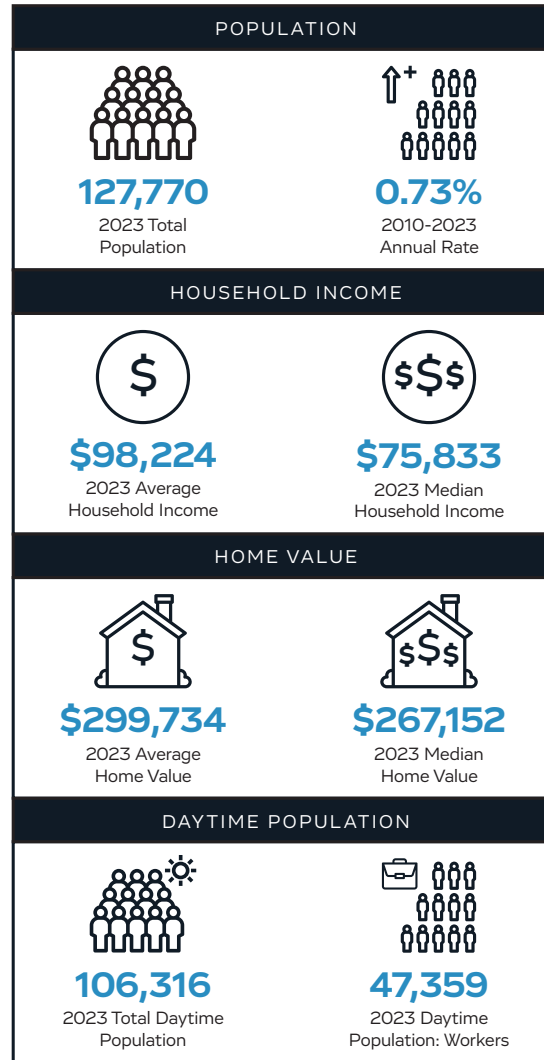 POPULATION
127,770
2023 Total
Population
0.73%
2010-2023
Annual Rate
HOUSEHOLD INCOME
$
$98,224
2023 Average
Household Income
$$$
$75,833
2023 Median
Household Income
HOME VALUE
$
$299,734
2023 Average
Home Value
$$$
$267,152
2023 Median
Home Value
DAYTIME POPULATION
106,316
2023 Total Daytime
Population
47,359
2023 Daytime
Population: Workers